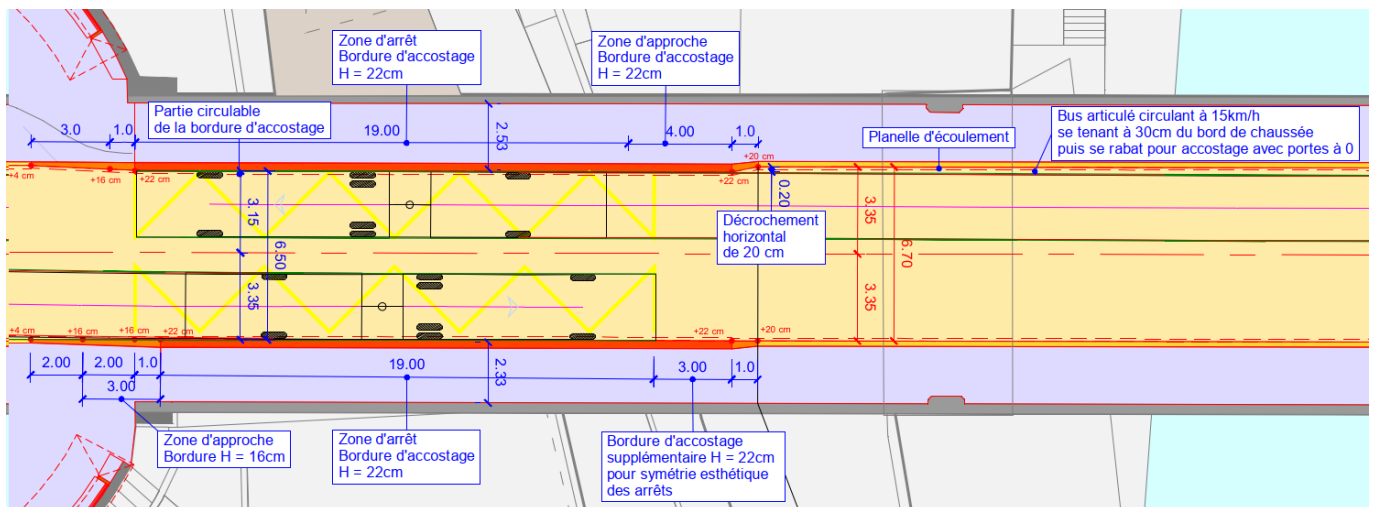 Zone d'arrêt
Bordure d'accostage
H = 22cm
Zone d'approche
Bordure d'accostage
H = 22cm
Partie circulable
de la bordure d'accostage
Planelle d'écoulement
Bus articulé circulant à 15km/h
se tenant à 30cm du bord de chaussée
puis se rabat pour accostage avec portes à 0
3.0
1.0
19.00
2.53
4.00
1.0
+4 cm
+16 cm
+22 cm
+22 cm
+20 cm
0.20
3.15
6.50
3.35
Décrochement
horizontal
de 20 cm
3.35
6.70
3.35
+4 cm
+16 cm
+16 cm
+22 cm
+22 cm
+20 cm
2.00
2.00
1.0
19.00
2.33
3.00
1.0
3.00
Zone d'approche
Bordure H = 16cm
Zone d'arrêt
Bordure d'accostage
H = 22cm
Bordure d'accostage
supplémentaire H = 22cm
pour symétrie esthétique
des arrêts